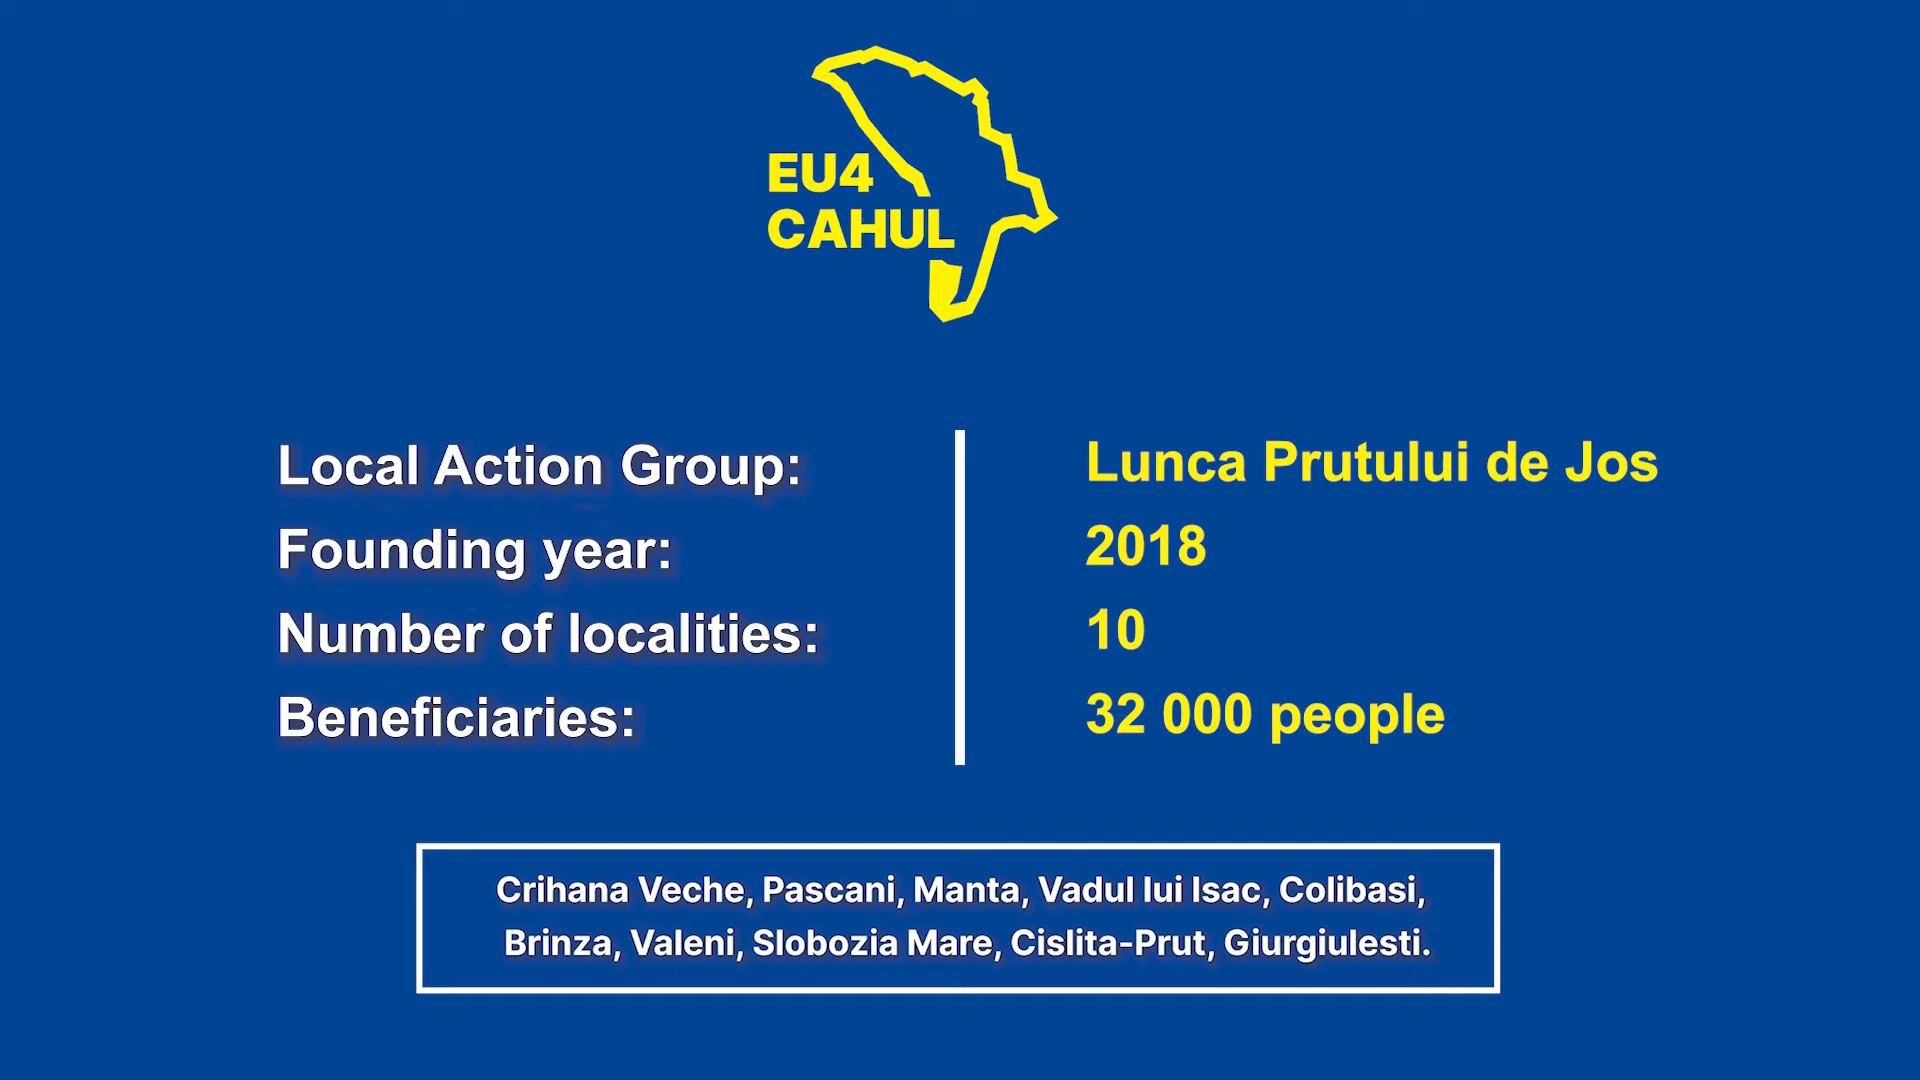 EU4
CAHUL
Local Action Group:
Lunca Prutului de Jos
Founding year:
2018
Number of localities:
10
Beneficiaries:
32 000 people
Crihana Veche, Pascani, Manta, Vadul lui Isac, Colibasi,
Brinza, Valeni, Slobozia Mare, Cislita-Prut, Giurgiulesti.